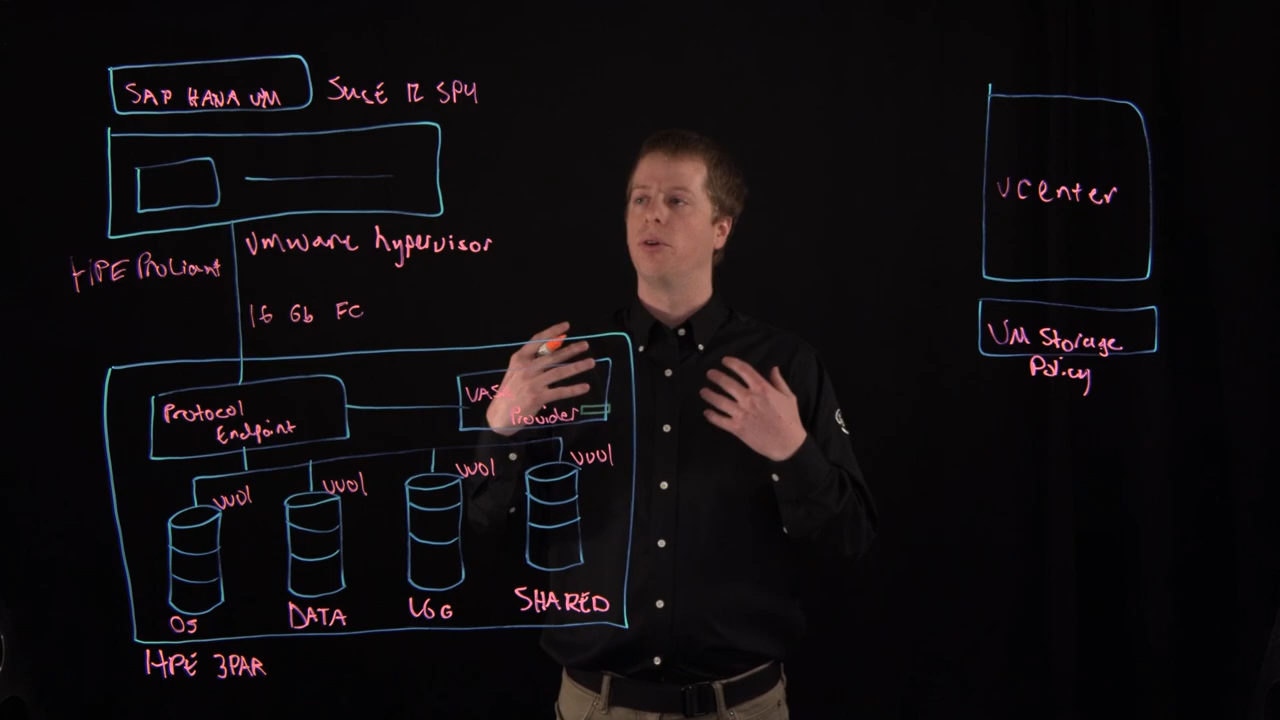 SAP HANA VM
SUSE 12 SP4
VMware hypervisor
HPE ProLiant
16 Gb FC
Protocol
Endpoint
Provider
vvol
vvol
vvol
vvol
OS
DATA
LOG
SHARED
HPE 3PAR
vCenter
VM Storage
Policy